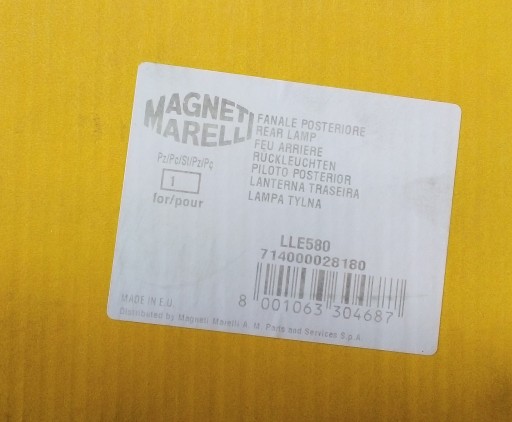 MAGNETI
MARELLI
Pz/Pc/St/Pz/Pç
1
for/pour
FANALE POSTERIORE
REAR LAMP
FEU ARRIERE
RÜCKLEUCHTEN
PILOTO POSTERIOR
LANTERNA TRASEIRA
LAMPA TYLNA
LLE580
714000028180
8 001063 304687
MADE IN E.U.
Distributed by Magneti Marelli A. M. Parts and Services S.p.A.